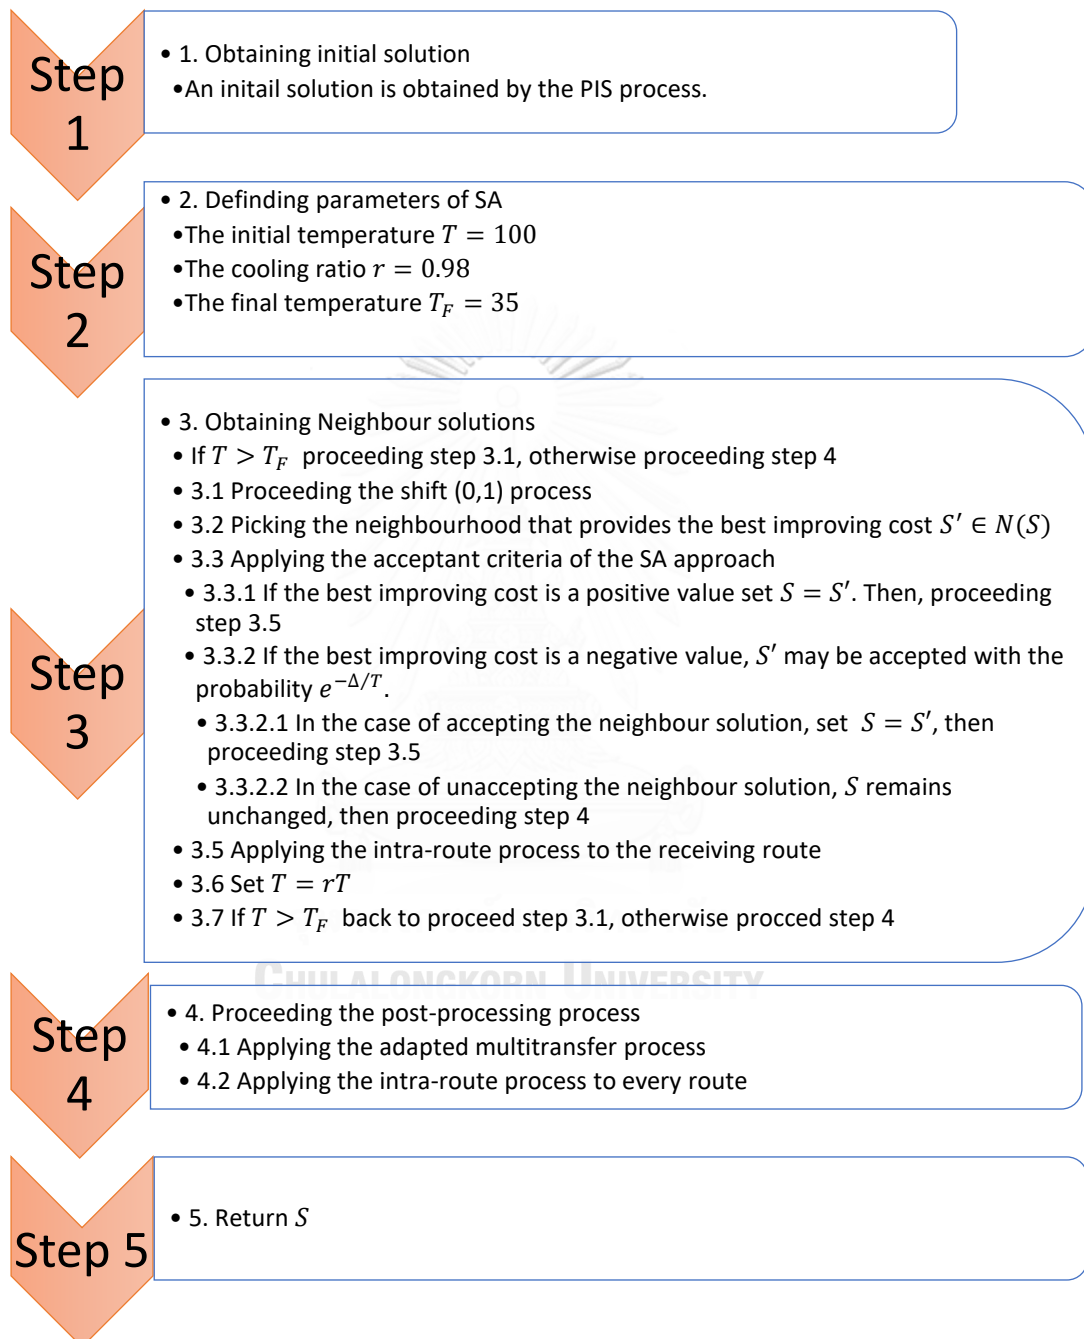 Step
1
• 1. Obtaining initial solution
•An initail solution is obtained by the PIS process.
Step
2
• 2. Definding parameters of SA
•The initial temperature T = 100
•The cooling ratio r = 0.98
•The final temperature T_F = 35
Step
3
• 3. Obtaining Neighbour solutions
• If T > T_F proceeding step 3.1, otherwise proceeding step 4
• 3.1 Proceeding the shift (0,1) process
• 3.2 Picking the neighbourhood that provides the best improving cost S′ ∈ N(S)
• 3.3 Applying the acceptant criteria of the SA approach
• 3.3.1 If the best improving cost is a positive value set S = S′. Then, proceeding
step 3.5
• 3.3.2 If the best improving cost is a negative value, S′ may be accepted with the
probability e^{−Δ/T}.
• 3.3.2.1 In the case of accepting the neighbour solution, set S = S′, then
proceeding step 3.5
• 3.3.2.2 In the case of unaccepting the neighbour solution, S remains
unchanged, then proceeding step 4
• 3.5 Applying the intra-route process to the receiving route
• 3.6 Set T = rT
• 3.7 If T > T_F back to proceed step 3.1, otherwise procced step 4
CHULALONGKORN UNIVERSITY
Step
4
• 4. Proceeding the post-processing process
• 4.1 Applying the adapted multitransfer process
• 4.2 Applying the intra-route process to every route
Step 5
• 5. Return S